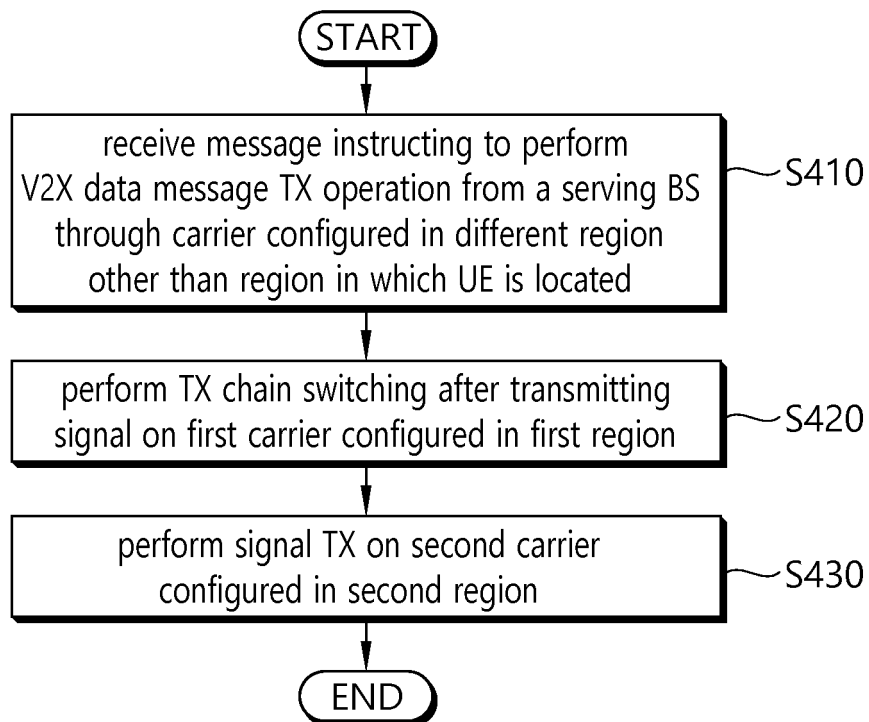 START
receive message instructing to perform
V2X data message TX operation from a serving BS
through carrier configured in different region
other than region in which UE is located
S410
perform TX chain switching after transmitting
signal on first carrier configured in first region
S420
perform signal TX on second carrier
configured in second region
S430
END